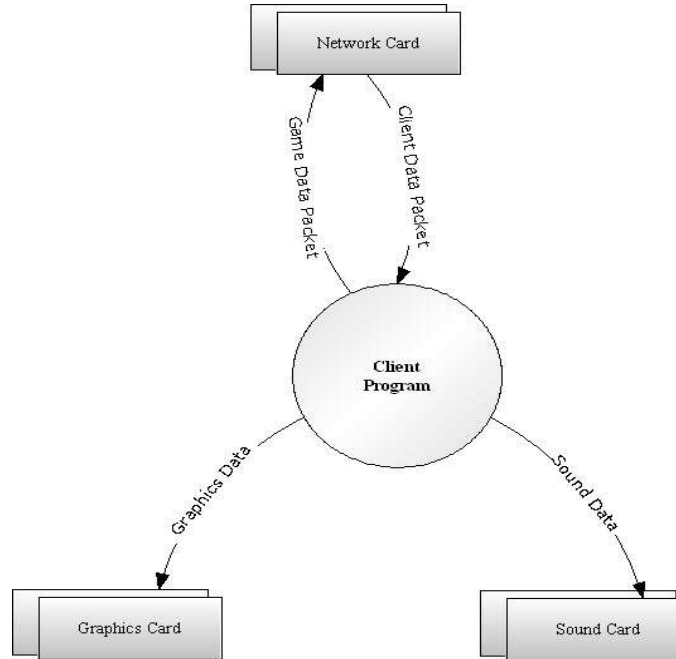 Network Card
Game Data Packet
Client Data Packet
Client
Program
Graphics Data
Sound Data
Graphics Card
Sound Card